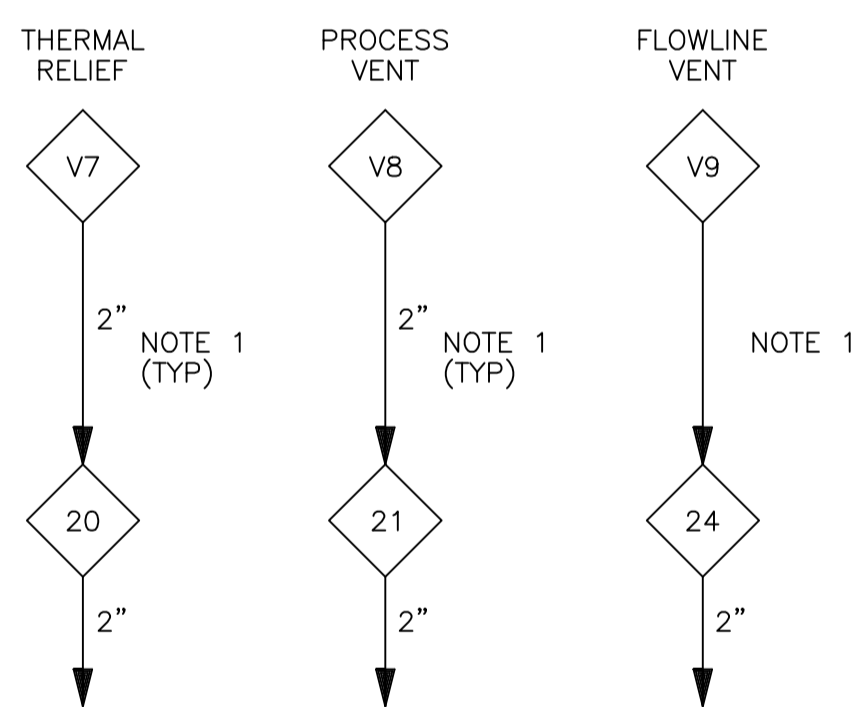 THERMAL
RELIEF
PROCESS
VENT
FLOWLINE
VENT
V7
V8
V9
2”
NOTE 1
(TYP)
2”
NOTE 1
(TYP)
NOTE 1
20
21
24
2”
2”
2”